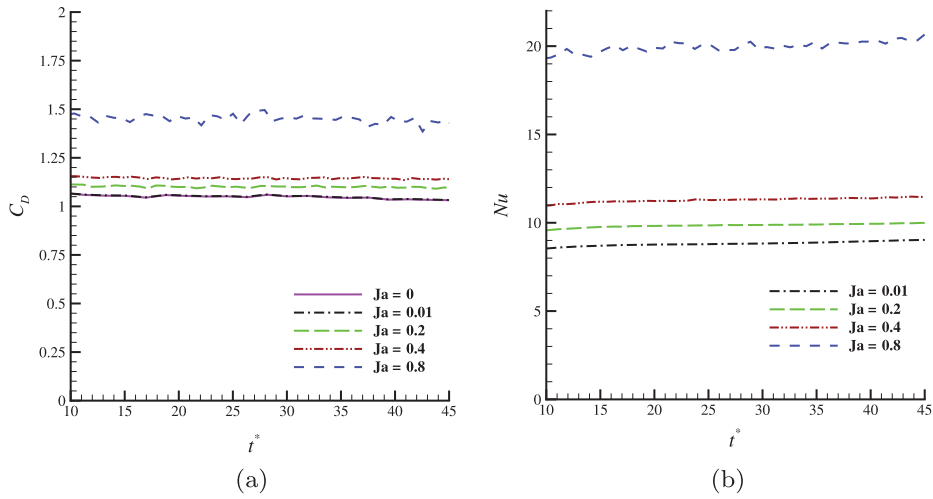 2
1.75
1.5
1.25
1
0.75
0.5
0.25
0
C_D
10 15 20 25 30 35 40 45
t*
Ja = 0
Ja = 0.01
Ja = 0.2
Ja = 0.4
Ja = 0.8
(a)
20
15
10
5
0
Nu
10 15 20 25 30 35 40 45
t*
Ja = 0.01
Ja = 0.2
Ja = 0.4
Ja = 0.8
(b)